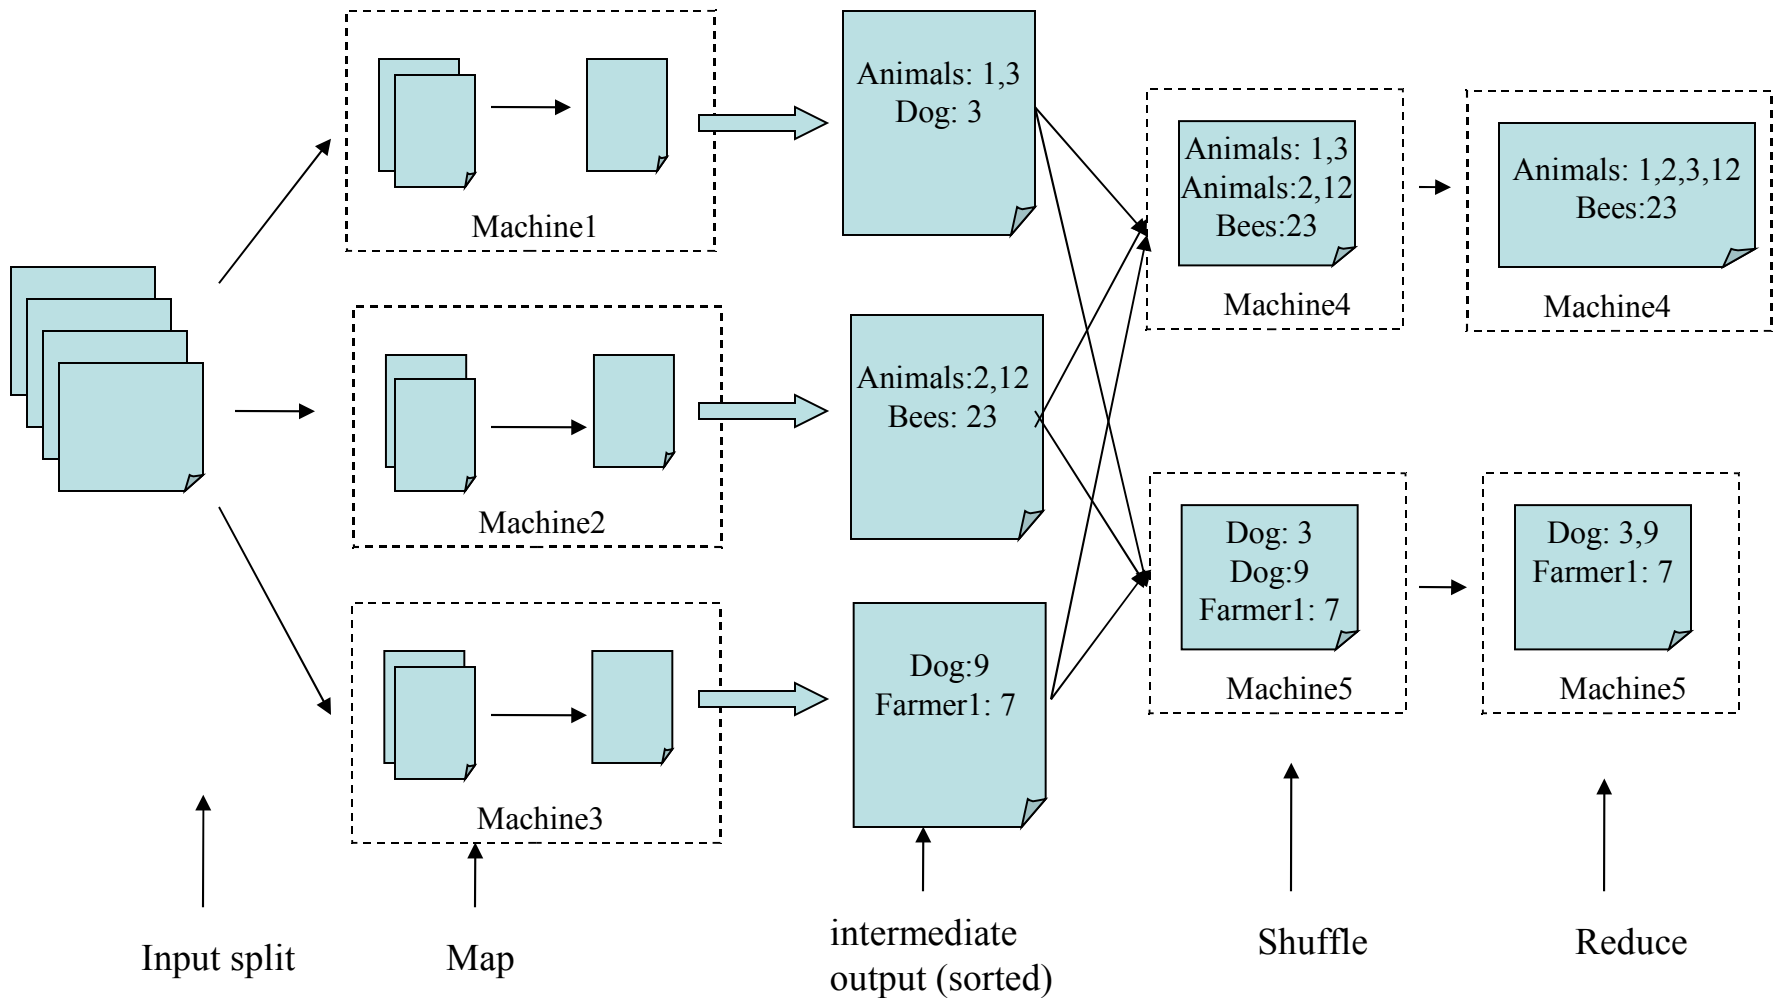 Animals: 1,3
Dog: 3
Machine1
Animals: 1,3
Animals:2,12
Bees:23
Machine4
Animals: 1,2,3,12
Bees:23
Machine4
Animals:2,12
Bees: 23
Machine2
Dog: 3
Dog:9
Farmer1: 7
Machine5
Dog: 3,9
Farmer1: 7
Machine5
Dog:9
Farmer1: 7
Machine3
Input split
Map
intermediate
output (sorted)
Shuffle
Reduce